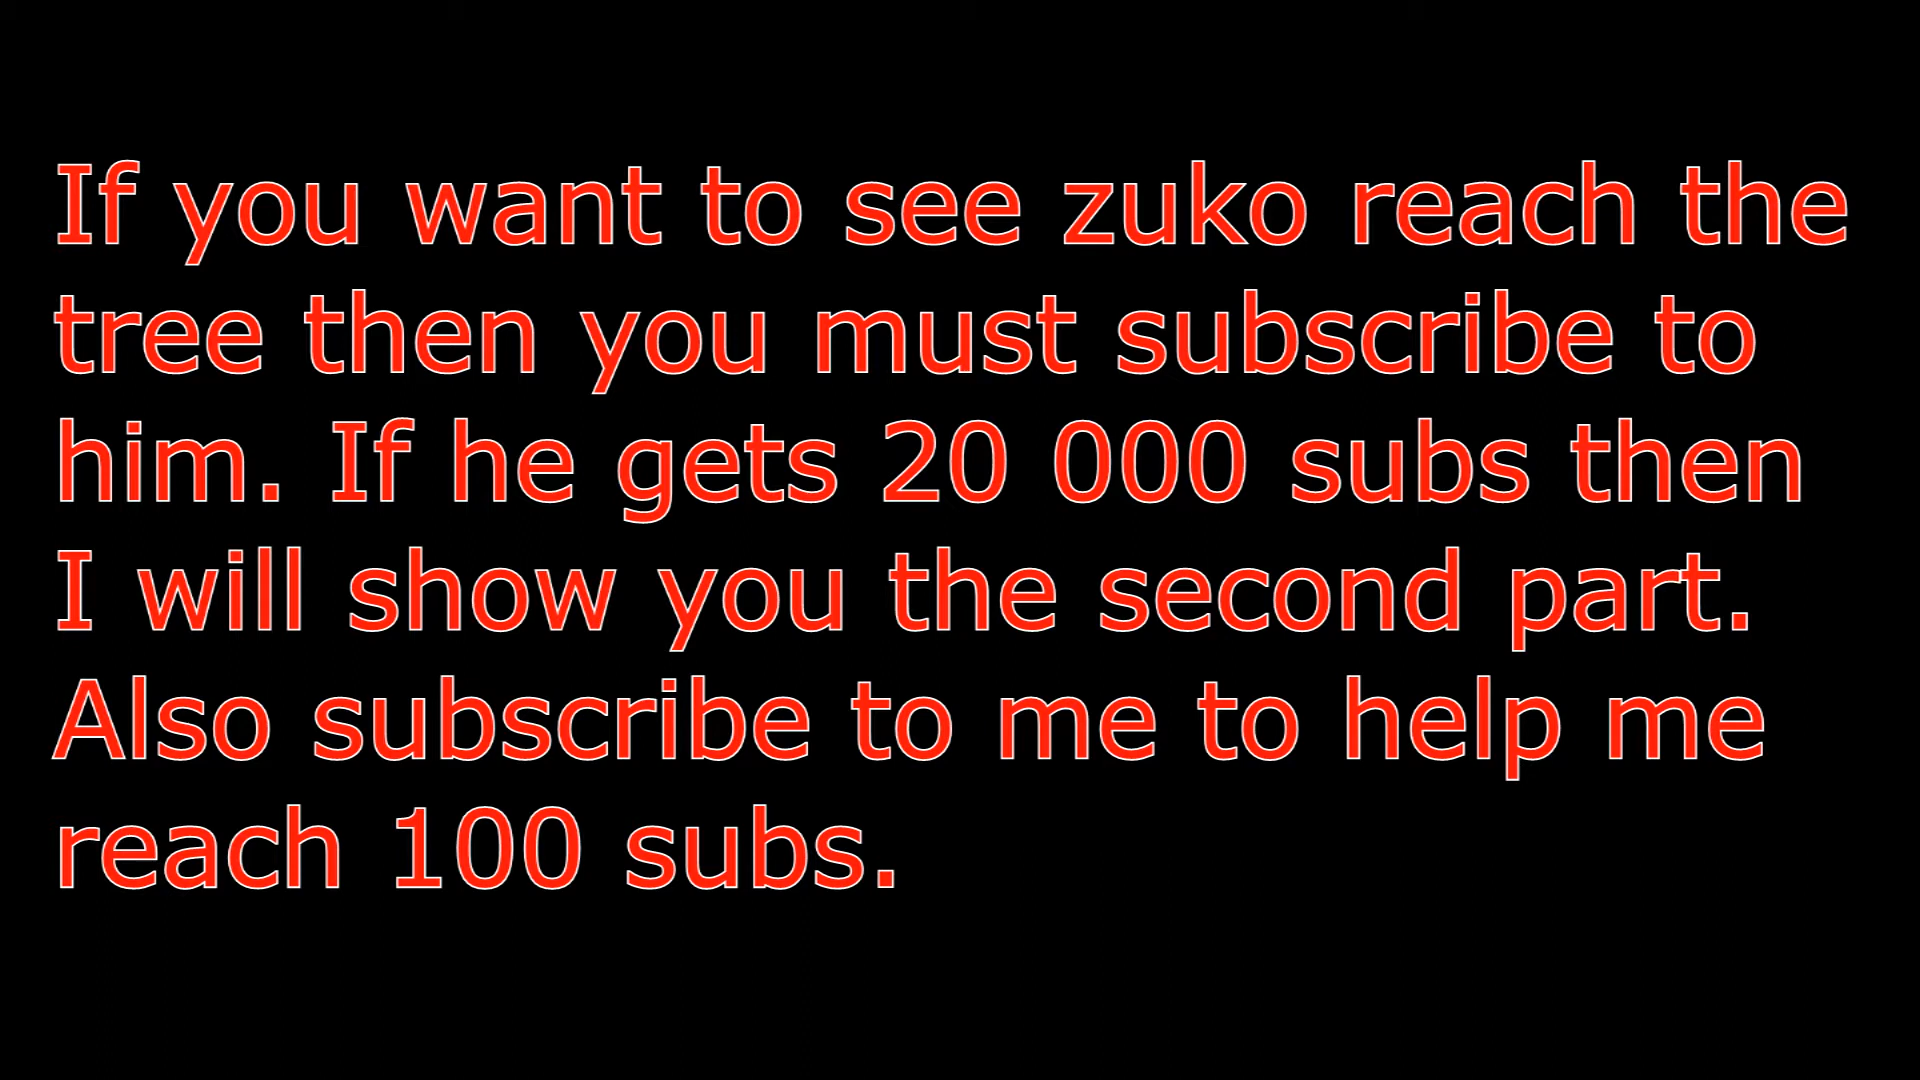 If you want to see zuko reach the
tree then you must subscribe to
him. If he gets 20 000 subs then
I will show you the second part.
Also subscribe to me to help me
reach 100 subs.